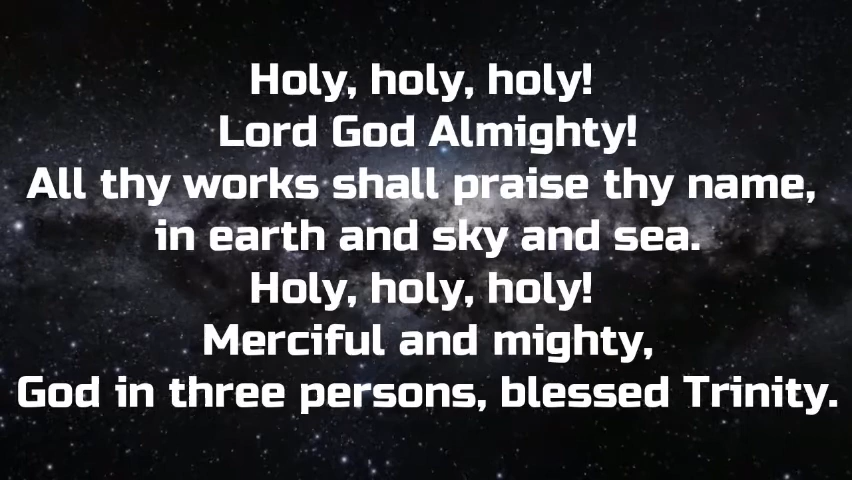 Holy, holy, holy!
Lord God Almighty!
All thy works shall praise thy name,
in earth and sky and sea.
Holy, holy, holy!
Merciful and mighty,
God in three persons, blessed Trinity.